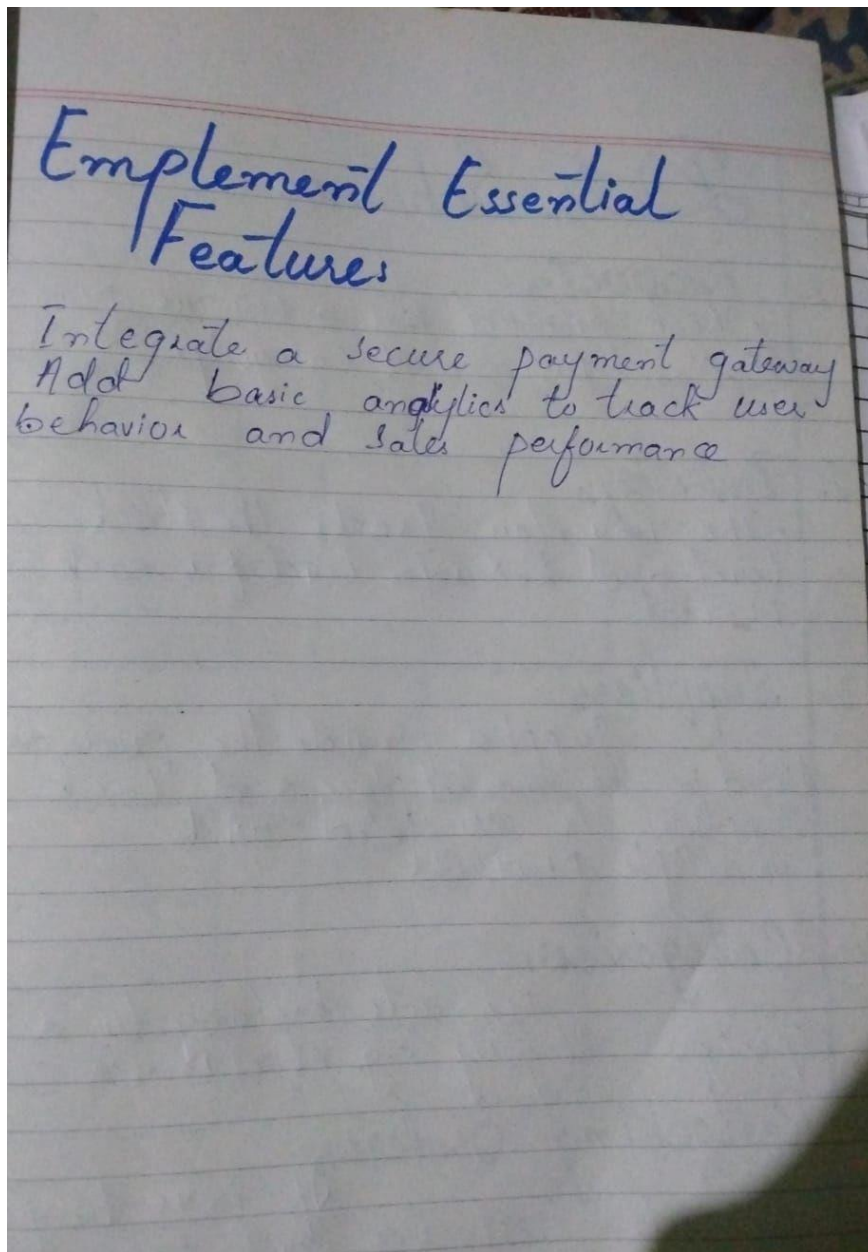 Emplement Essential
Features
Integrate a secure payment gateway
Add basic analytics to track user
behavior and sales performance